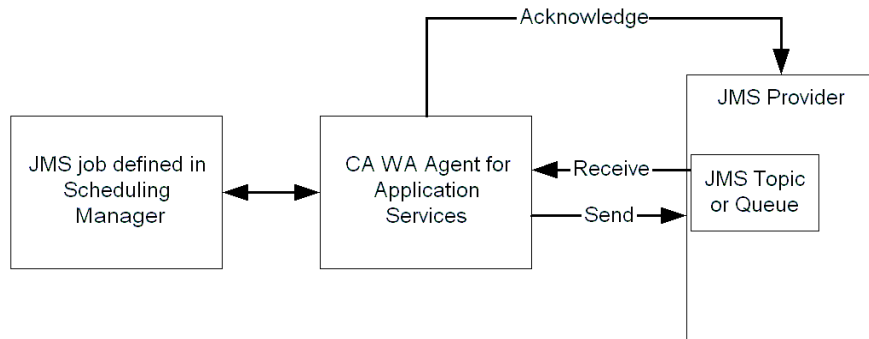 Acknowledge
JMS Provider
JMS job defined in
Scheduling
Manager
CA WA Agent for
Application
Services
Receive
Send
JMS Topic
or Queue